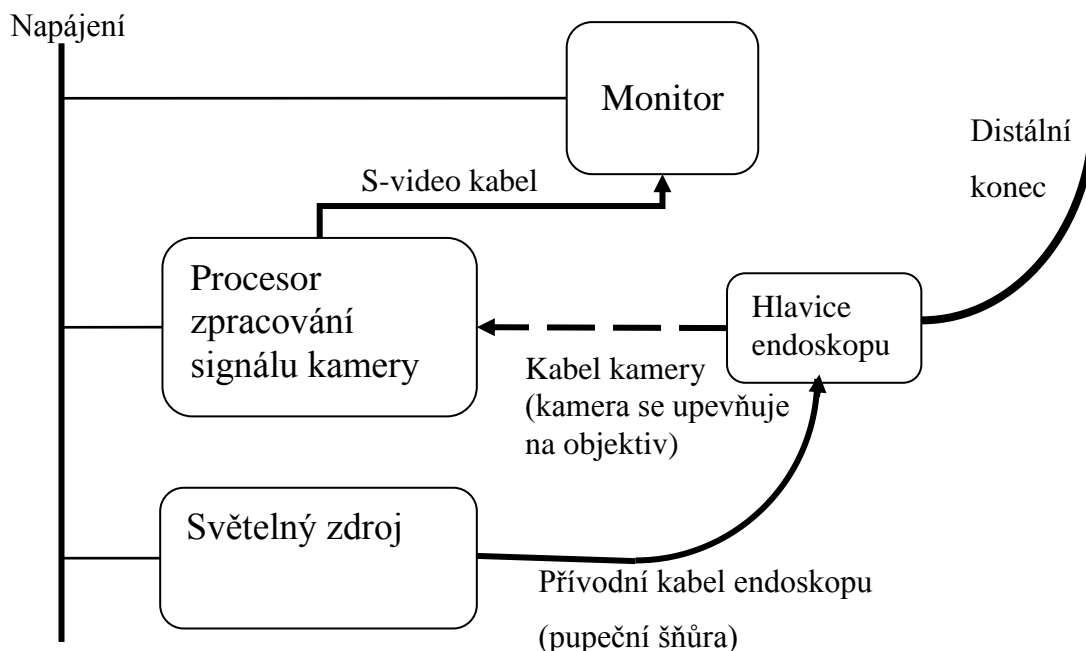 Napájení
Monitor
Distální
konec
S-video kabel
Procesor
zpracování
signálu kamery
Hlavice
endoskopu
Kabel kamery
(kamera se upevňuje
na objektiv)
Světelný zdroj
Přívodní kabel endoskopu
(pupeční šňůra)